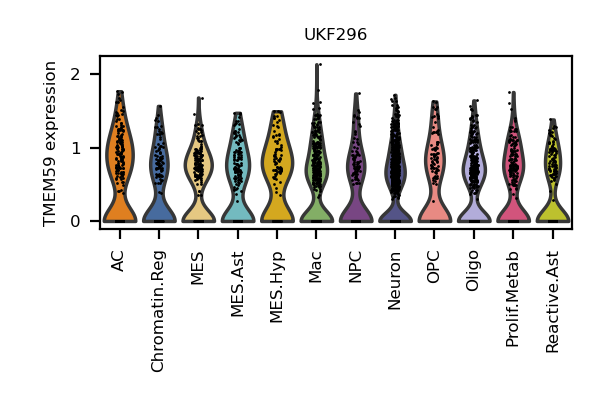 UKF296
TMEM59 expression
2
1
0
AC
Chromatin.Reg
MES
MES.Ast
MES.Hyp
Mac
NPC
Neuron
OPC
Oligo
Prolif.Metab
Reactive.Ast